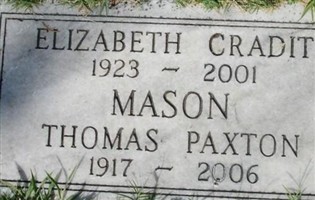 ELIZABETH CRADIT
1923 ~ 2001
MASON
THOMAS PAXTON
1917 ~ 2006